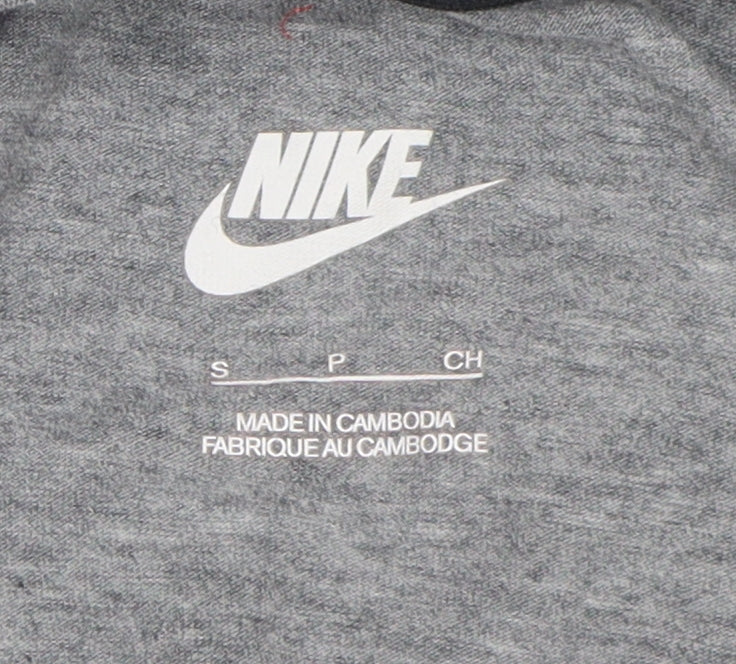 NIKE
S P CH
MADE IN CAMBODIA
FABRIQUE AU CAMBODGE